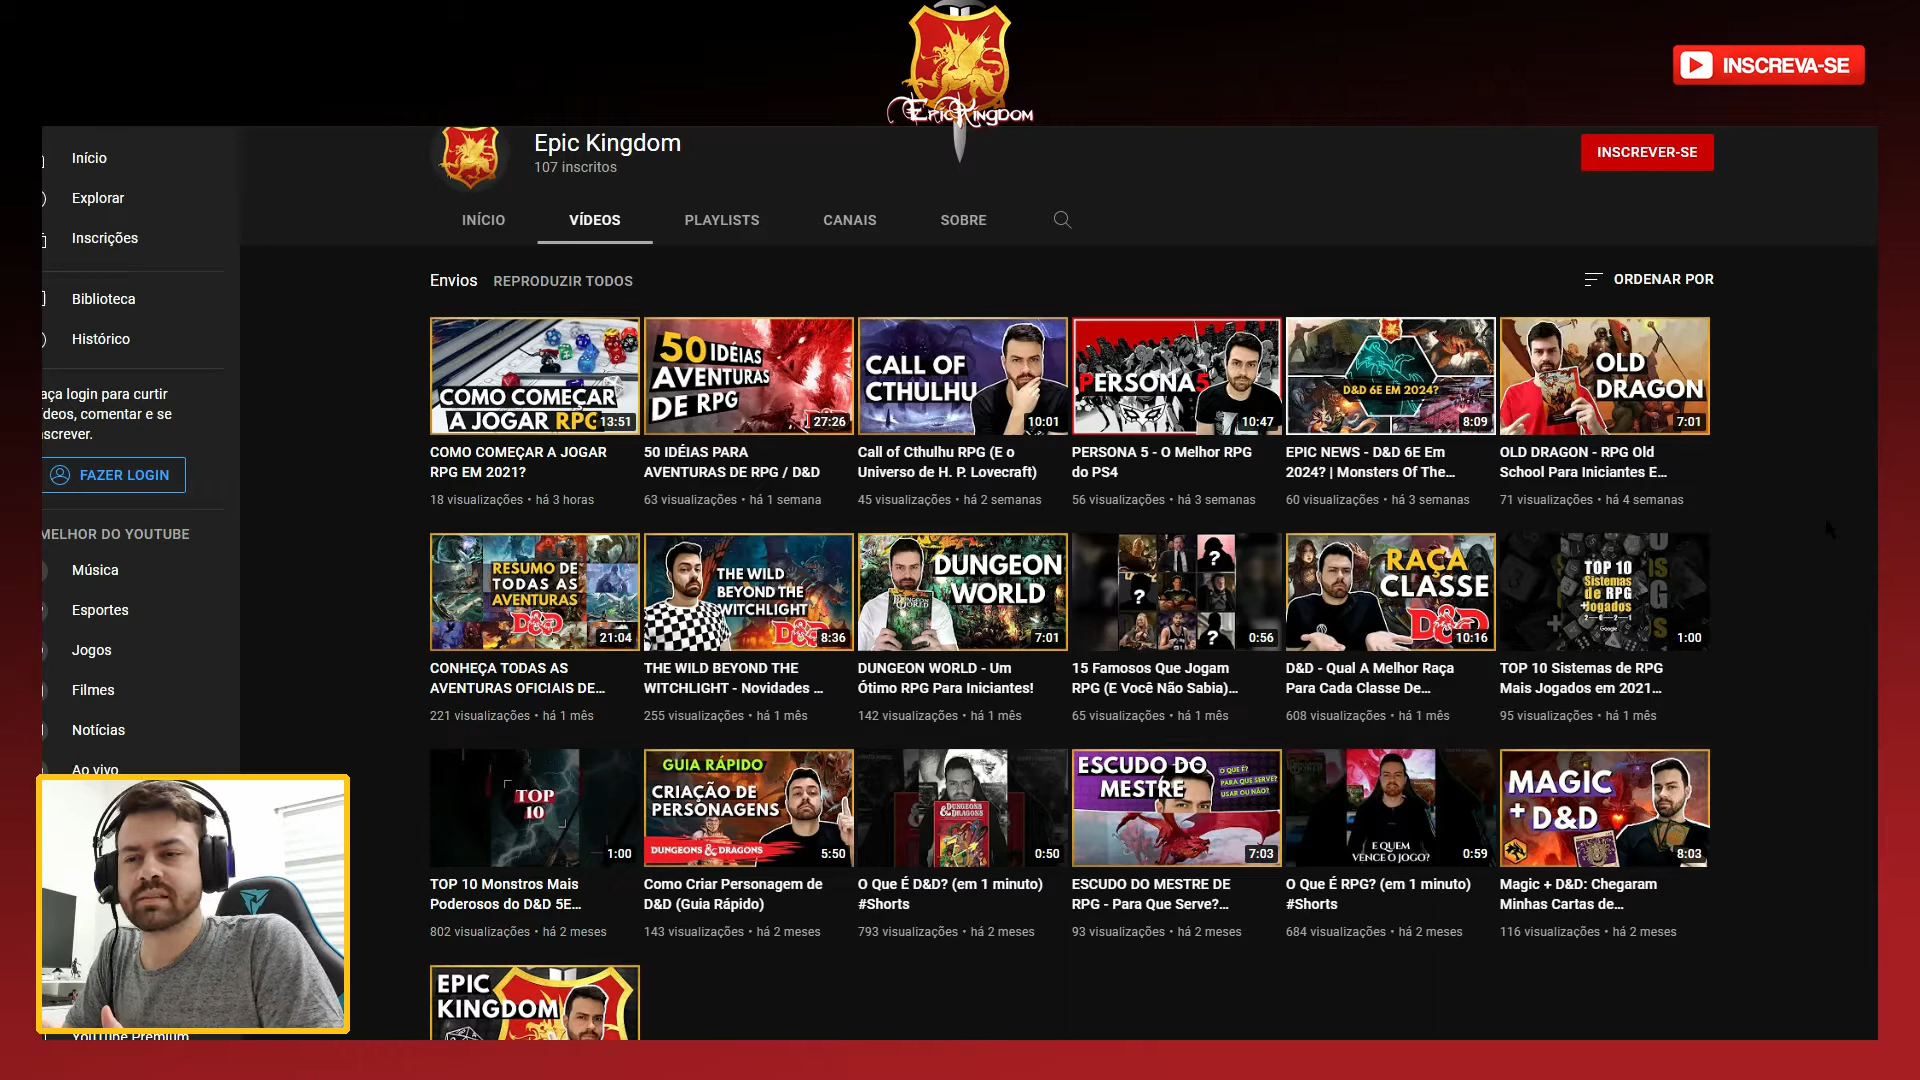 EpicKingdom
INSCREVA-SE
Epic Kingdom
107 inscritos
INSCREVER-SE
INÍCIO
VÍDEOS
PLAYLISTS
CANAIS
SOBRE
Início
Explorar
Inscrições
Biblioteca
Histórico
aça login para curtir
ídeos, comentar e se
nscrever.
FAZER LOGIN
MELHOR DO YOUTUBE
Música
Esportes
Jogos
Filmes
Notícias
Ao vivo
YouTube Premium
Envios
REPRODUZIR TODOS
ORDENAR POR
COMO COMEÇAR
A JOGAR RPG
13:51
COMO COMEÇAR A JOGAR
RPG EM 2021?
18 visualizações • há 3 horas
50 IDÉIAS
AVENTURAS
DE RPG
27:26
50 IDÉIAS PARA
AVENTURAS DE RPG / D&D
63 visualizações • há 1 semana
CALL OF
CTHULHU
10:01
Call of Cthulhu RPG (E o
Universo de H. P. Lovecraft)
45 visualizações • há 2 semanas
PERSONA5
10:47
PERSONA 5 - O Melhor RPG
do PS4
56 visualizações • há 3 semanas
D&D 6E EM 2024?
8:09
EPIC NEWS - D&D 6E Em
2024? | Monsters Of The...
60 visualizações • há 3 semanas
OLD
DRAGON
7:01
OLD DRAGON - RPG Old
School Para Iniciantes E...
71 visualizações • há 4 semanas
RESUMO DE
TODAS AS
AVENTURAS
D&D
21:04
CONHEÇA TODAS AS
AVENTURAS OFICIAIS DE...
221 visualizações • há 1 mês
THE WILD
BEYOND THE
WITCHLIGHT
D&D
8:36
THE WILD BEYOND THE
WITCHLIGHT - Novidades ...
255 visualizações • há 1 mês
DUNGEON
WORLD
DUNGEON
WORLD
7:01
DUNGEON WORLD - Um
Ótimo RPG Para Iniciantes!
142 visualizações • há 1 mês
?
?
?
0:56
15 Famosos Que Jogam
RPG (E Você Não Sabia)...
65 visualizações • há 1 mês
RAÇA
CLASSE
D&D
10:16
D&D - Qual A Melhor Raça
Para Cada Classe De...
608 visualizações • há 1 mês
TOP 10
Sistemas
de RPG
+Jogados
2-0-2-1
Google
1:00
TOP 10 Sistemas de RPG
Mais Jogados em 2021...
95 visualizações • há 1 mês
TOP
10
1:00
TOP 10 Monstros Mais
Poderosos do D&D 5E...
802 visualizações • há 2 meses
GUIA RÁPIDO
CRIAÇÃO DE
PERSONAGENS
DUNGEONS & DRAGONS
5:50
Como Criar Personagem de
D&D (Guia Rápido)
143 visualizações • há 2 meses
DUNGEONS
& DRAGONS
0:50
O Que É D&D? (em 1 minuto)
#Shorts
793 visualizações • há 2 meses
ESCUDO DO
MESTRE
O QUE É?
PARA QUE SERVE?
USAR OU NÃO?
7:03
ESCUDO DO MESTRE DE
RPG - Para Que Serve?...
93 visualizações • há 2 meses
E QUEM
VENCE O JOGO?
0:59
O Que É RPG? (em 1 minuto)
#Shorts
684 visualizações • há 2 meses
MAGIC
+ D&D
8:03
Magic + D&D: Chegaram
Minhas Cartas de...
116 visualizações • há 2 meses
EPIC
KINGDOM